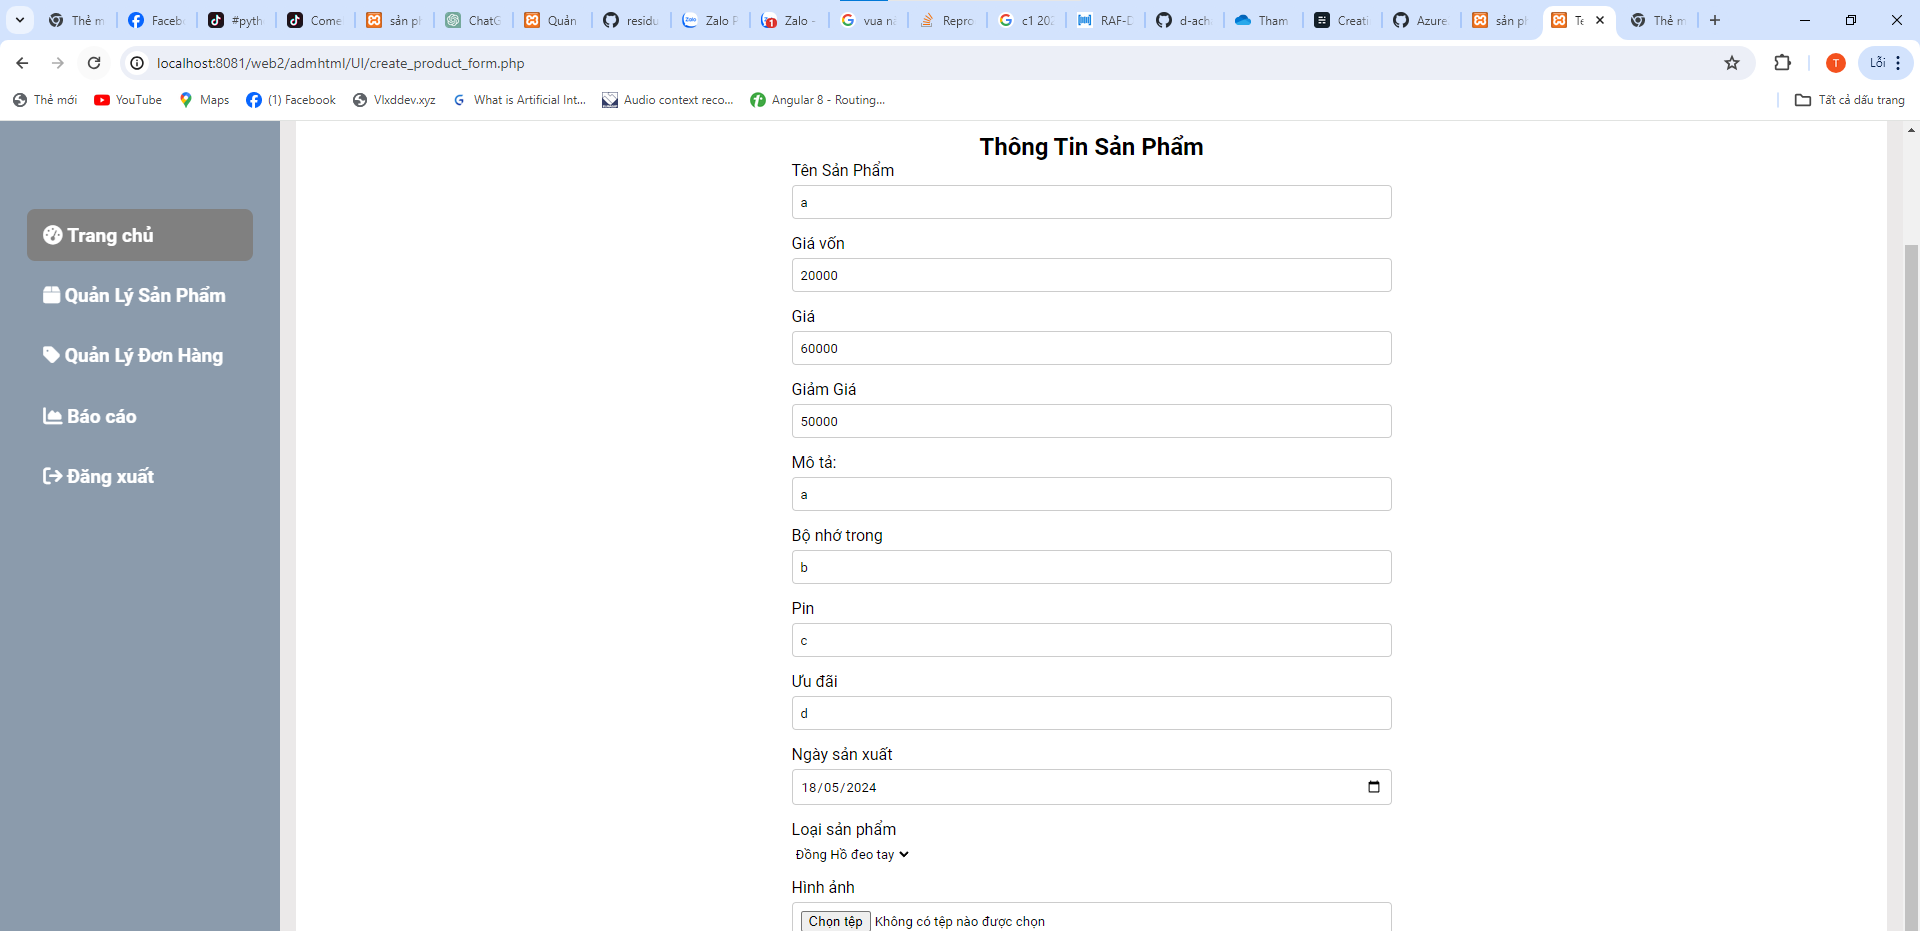 Thẻ m
Faceb
#pyth
Come
sản p
ChatG
Quản
residu
Zalo
Zalo -
vua n
Repro
c1 202
RAF-D
d-ach
Tham
Creati
Azure
sản p
Te
Thẻ m
localhost:8081/web2/admhtml/UI/create_product_form.php
T
Lỗi
Thẻ mới
YouTube
Maps
(1) Facebook
Vlxddev.xyz
What is Artificial Int...
Audio context reco...
Angular 8 - Routing...
Tất cả dấu trang
Trang chủ
Quản Lý Sản Phẩm
Quản Lý Đơn Hàng
Báo cáo
Đăng xuất
Thông Tin Sản Phẩm
Tên Sản Phẩm
a
Giá vốn
20000
Giá
60000
Giảm Giá
50000
Mô tả:
a
Bộ nhớ trong
b
Pin
c
Ưu đãi
d
Ngày sản xuất
18/05/2024
Loại sản phẩm
Đồng Hồ đeo tay
Hình ảnh
Chọn tệp Không có tệp nào được chọn